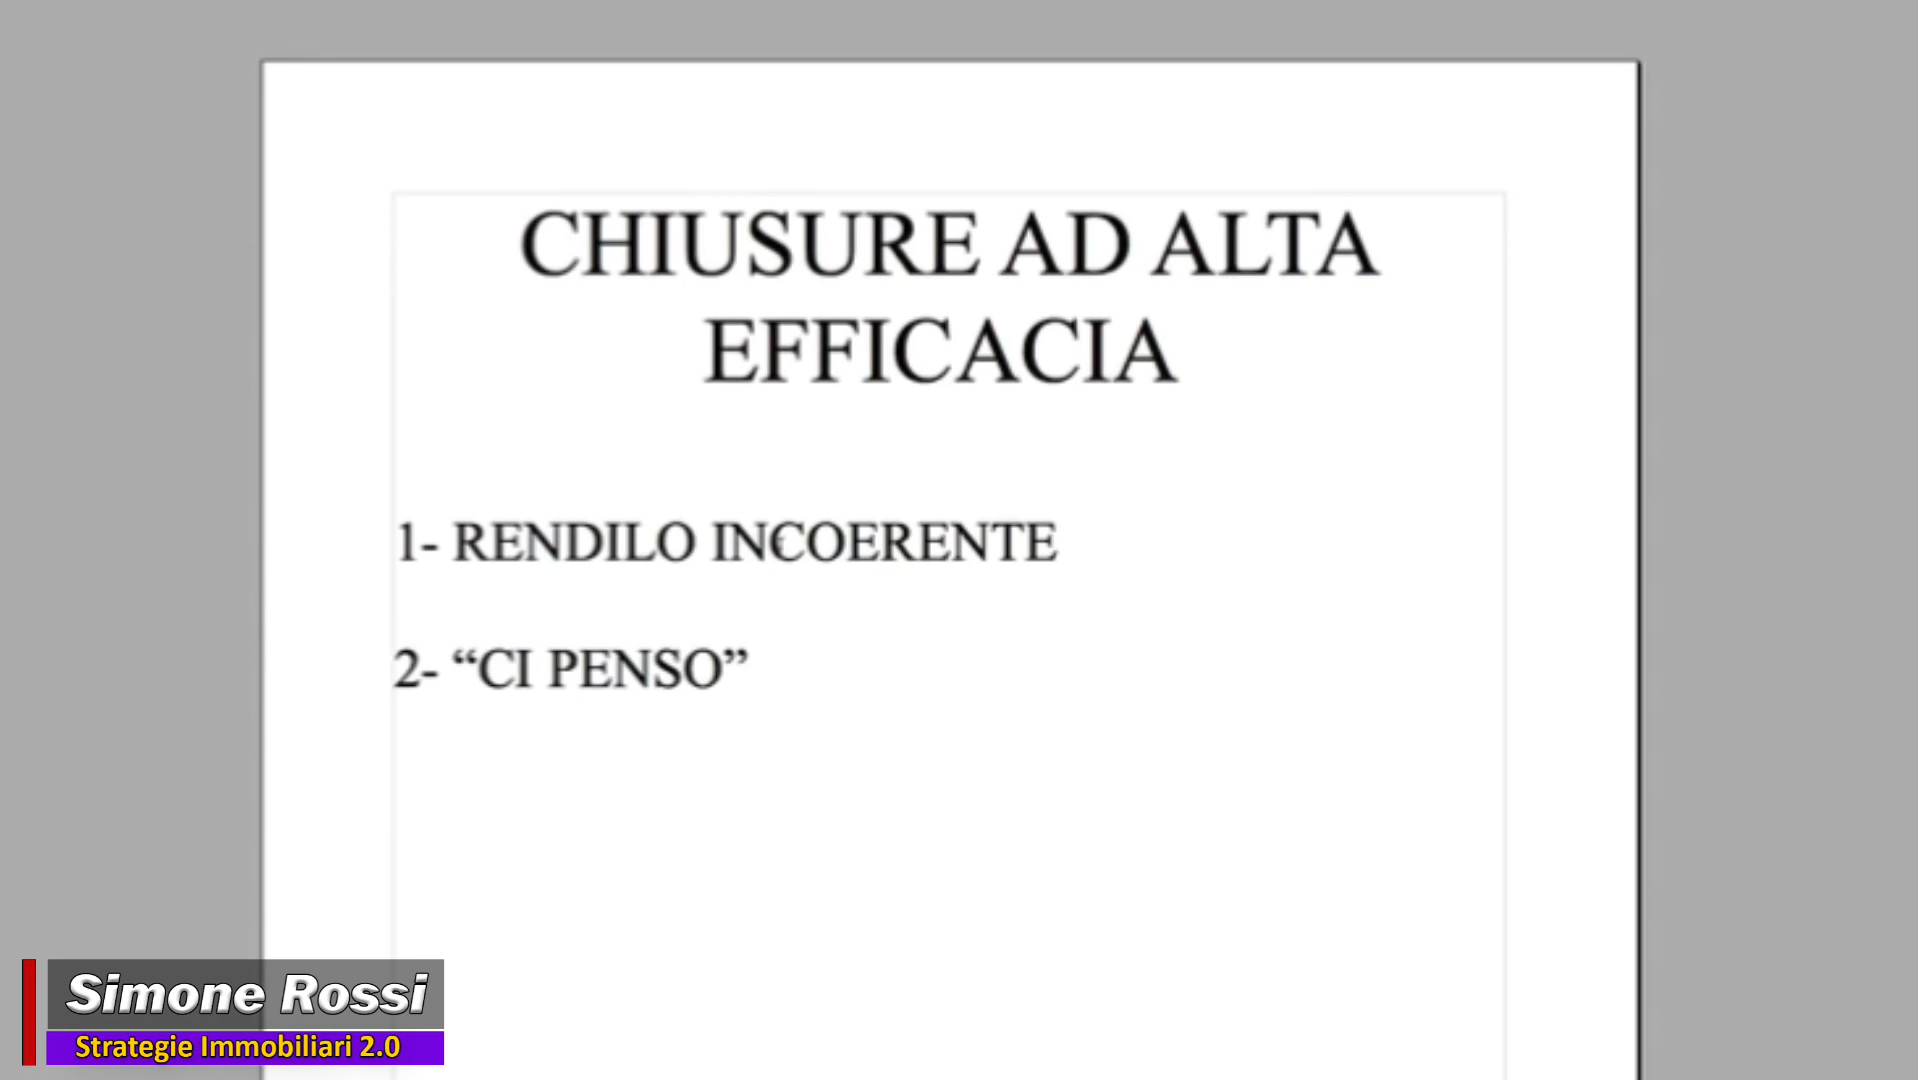 CHIUSURE AD ALTA
EFFICACIA
1- RENDILO INCOERENTE
2- “CI PENSO”
Simone Rossi
Strategie Immobiliari 2.0